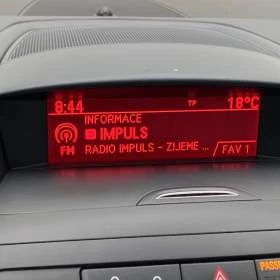 8:44 TP 18°C
INFORMACE
IMPULS
FM RADIO IMPULS - ZIJEME ... FAV 1